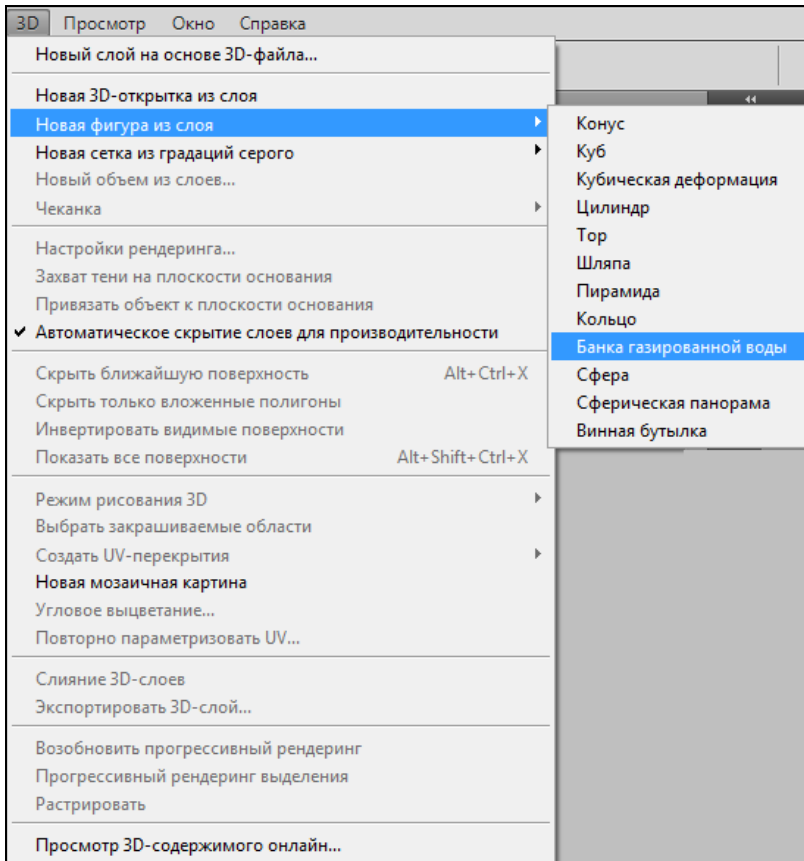 3D Просмотр Окно Справка
Новый слой на основе 3D-файла...
Новая 3D-открытка из слоя
Новая фигура из слоя
Новая сетка из градаций серого
Новый объем из слоев...
Чеканка
Настройки рендеринга...
Захват тени на плоскости основания
Привязать объект к плоскости основания
Автоматическое скрытие слоев для производительности
Скрыть ближайшую поверхность Alt+Ctrl+X
Скрыть только вложенные полигоны
Инвертировать видимые поверхности
Показать все поверхности Alt+Shift+Ctrl+X
Режим рисования 3D
Выбрать закрашиваемые области
Создать UV-перекрытия
Новая мозаичная картина
Угловое выцветание...
Повторно параметризовать UV...
Слияние 3D-слоев
Экспортировать 3D-слой...
Возобновить прогрессивный рендеринг
Прогрессивный рендеринг выделения
Растрировать
Просмотр 3D-содержимого онлайн...
Конус
Куб
Кубическая деформация
Цилиндр
Тор
Шляпа
Пирамида
Кольцо
Банка газированной воды
Сфера
Сферическая панорама
Винная бутылка